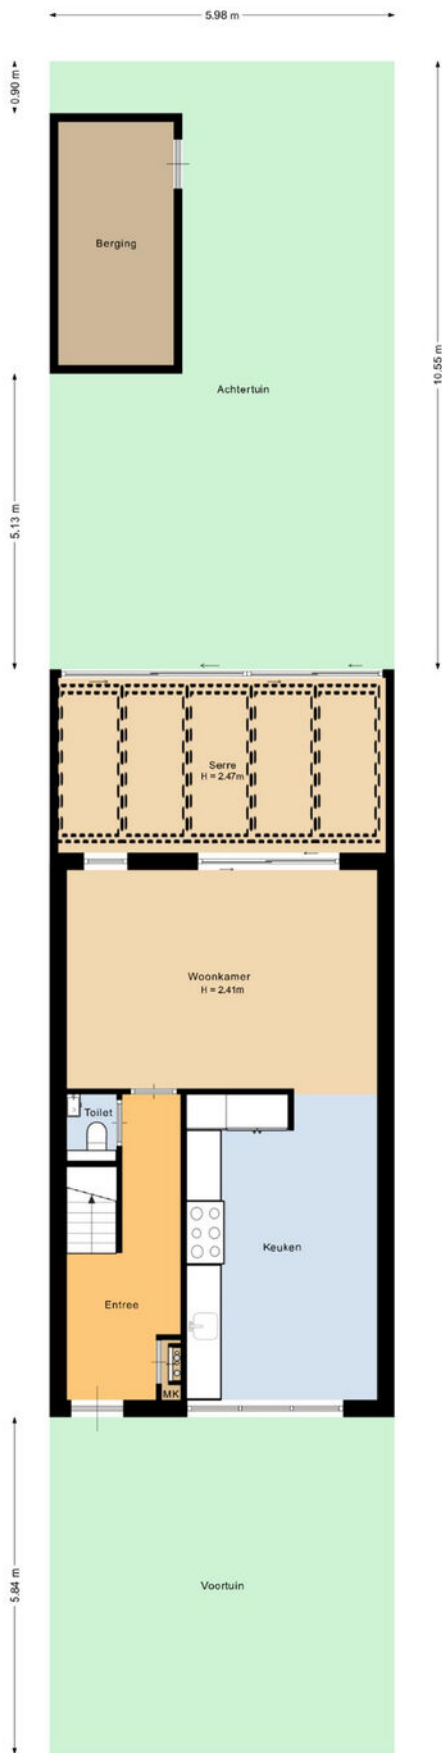 5.98 m
0.90 m
Berging
10.55 m
Achtertuin
5.13 m
Serre
H = 2.47m
Woonkamer
H = 2.41m
Toilet
Keuken
Entree
MK
5.84 m
Voortuin